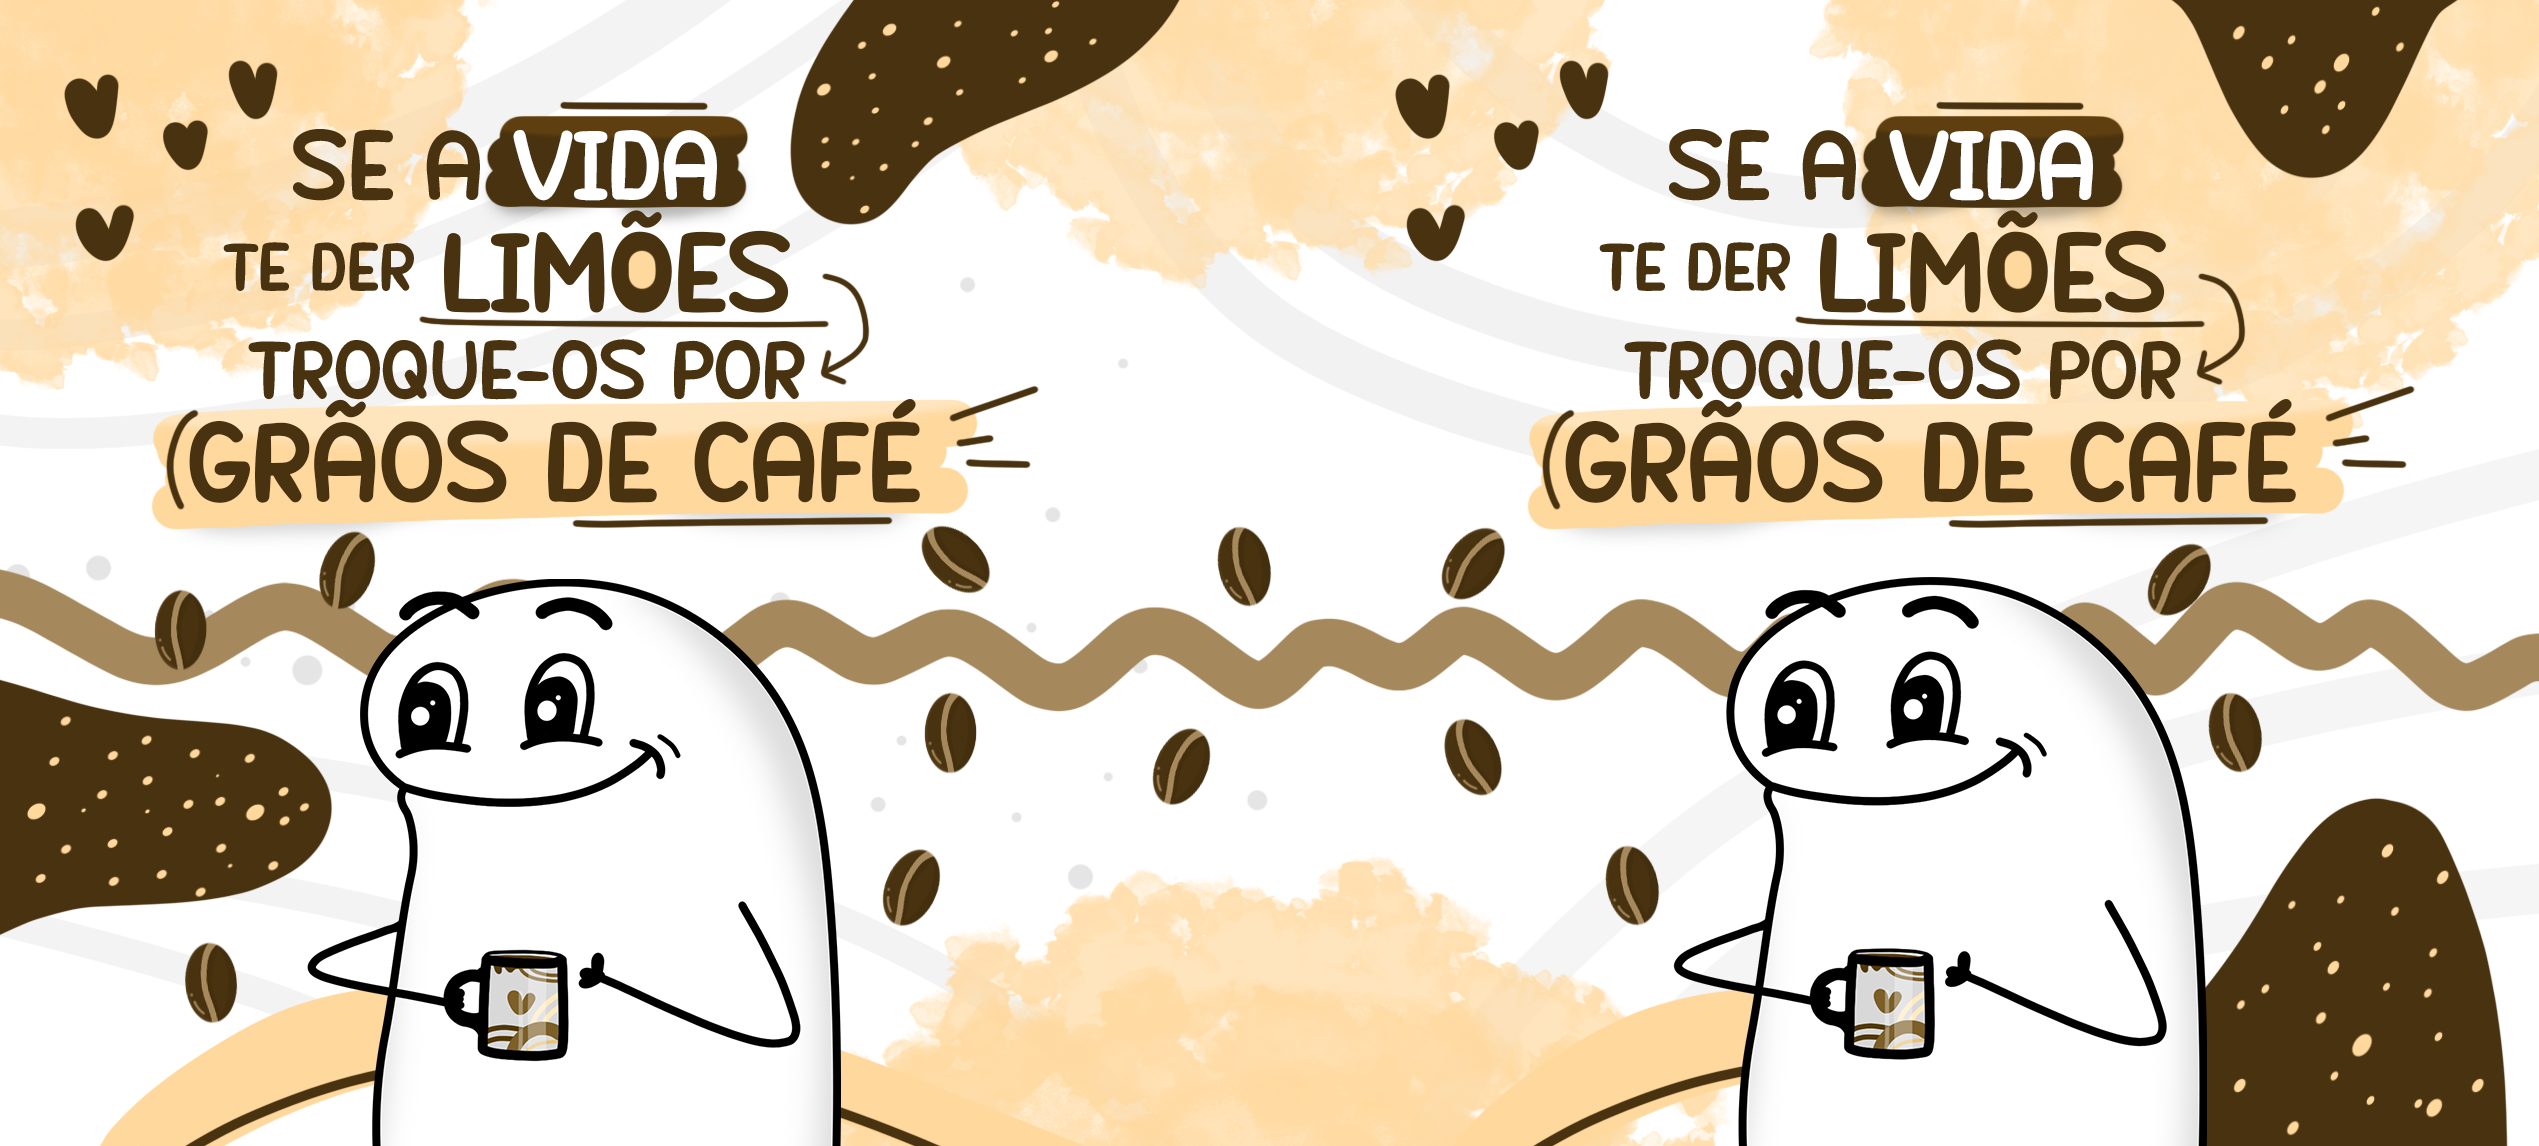 SE A VIDA
TE DER LIMÕES
TROQUE-OS POR
(GRÃOS DE CAFÉ
SE A VIDA
TE DER LIMÕES
TROQUE-OS POR
(GRÃOS DE CAFÉ